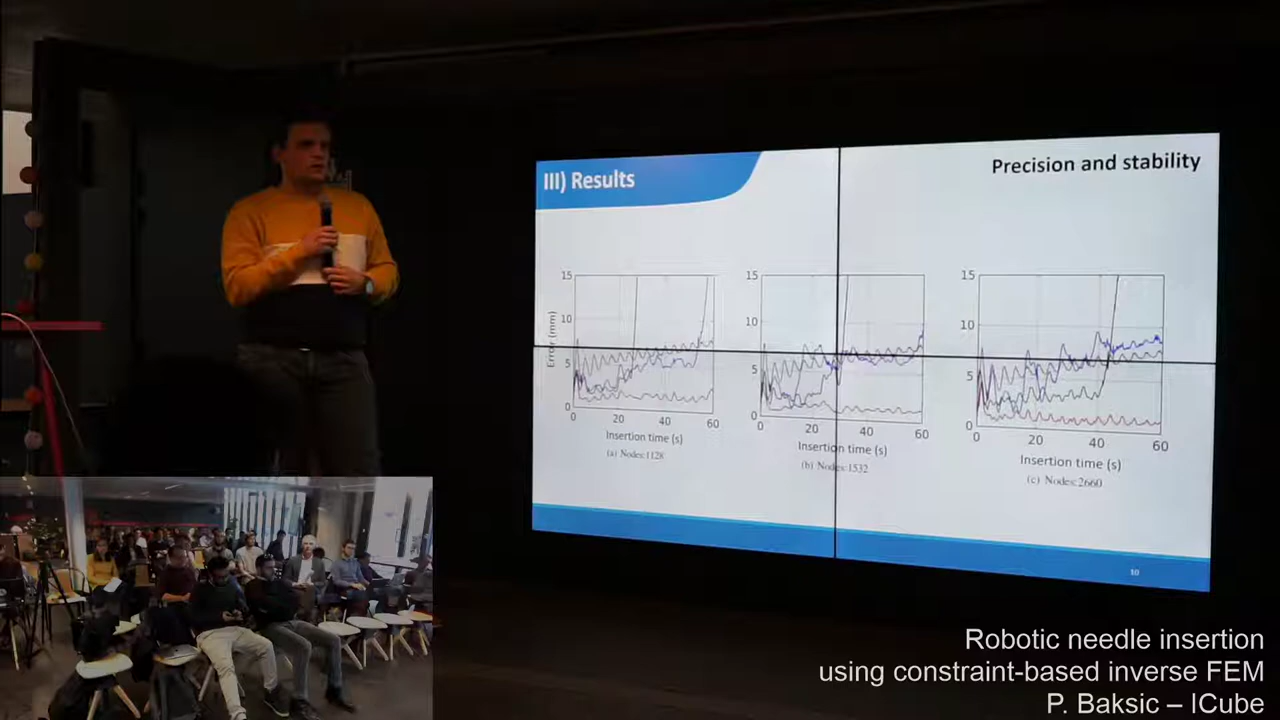 III) Results
Precision and stability
15
10
5
0
Error (mm)
0 20 40 60
Insertion time (s)
(a) Nodes:1128
15
10
5
0
0 20 40 60
Insertion time (s)
(b) Nodes:1532
15
10
5
0
0 20 40 60
Insertion time (s)
(c) Nodes:2660
10
Robotic needle insertion
using constraint-based inverse FEM
P. Baksic – ICube